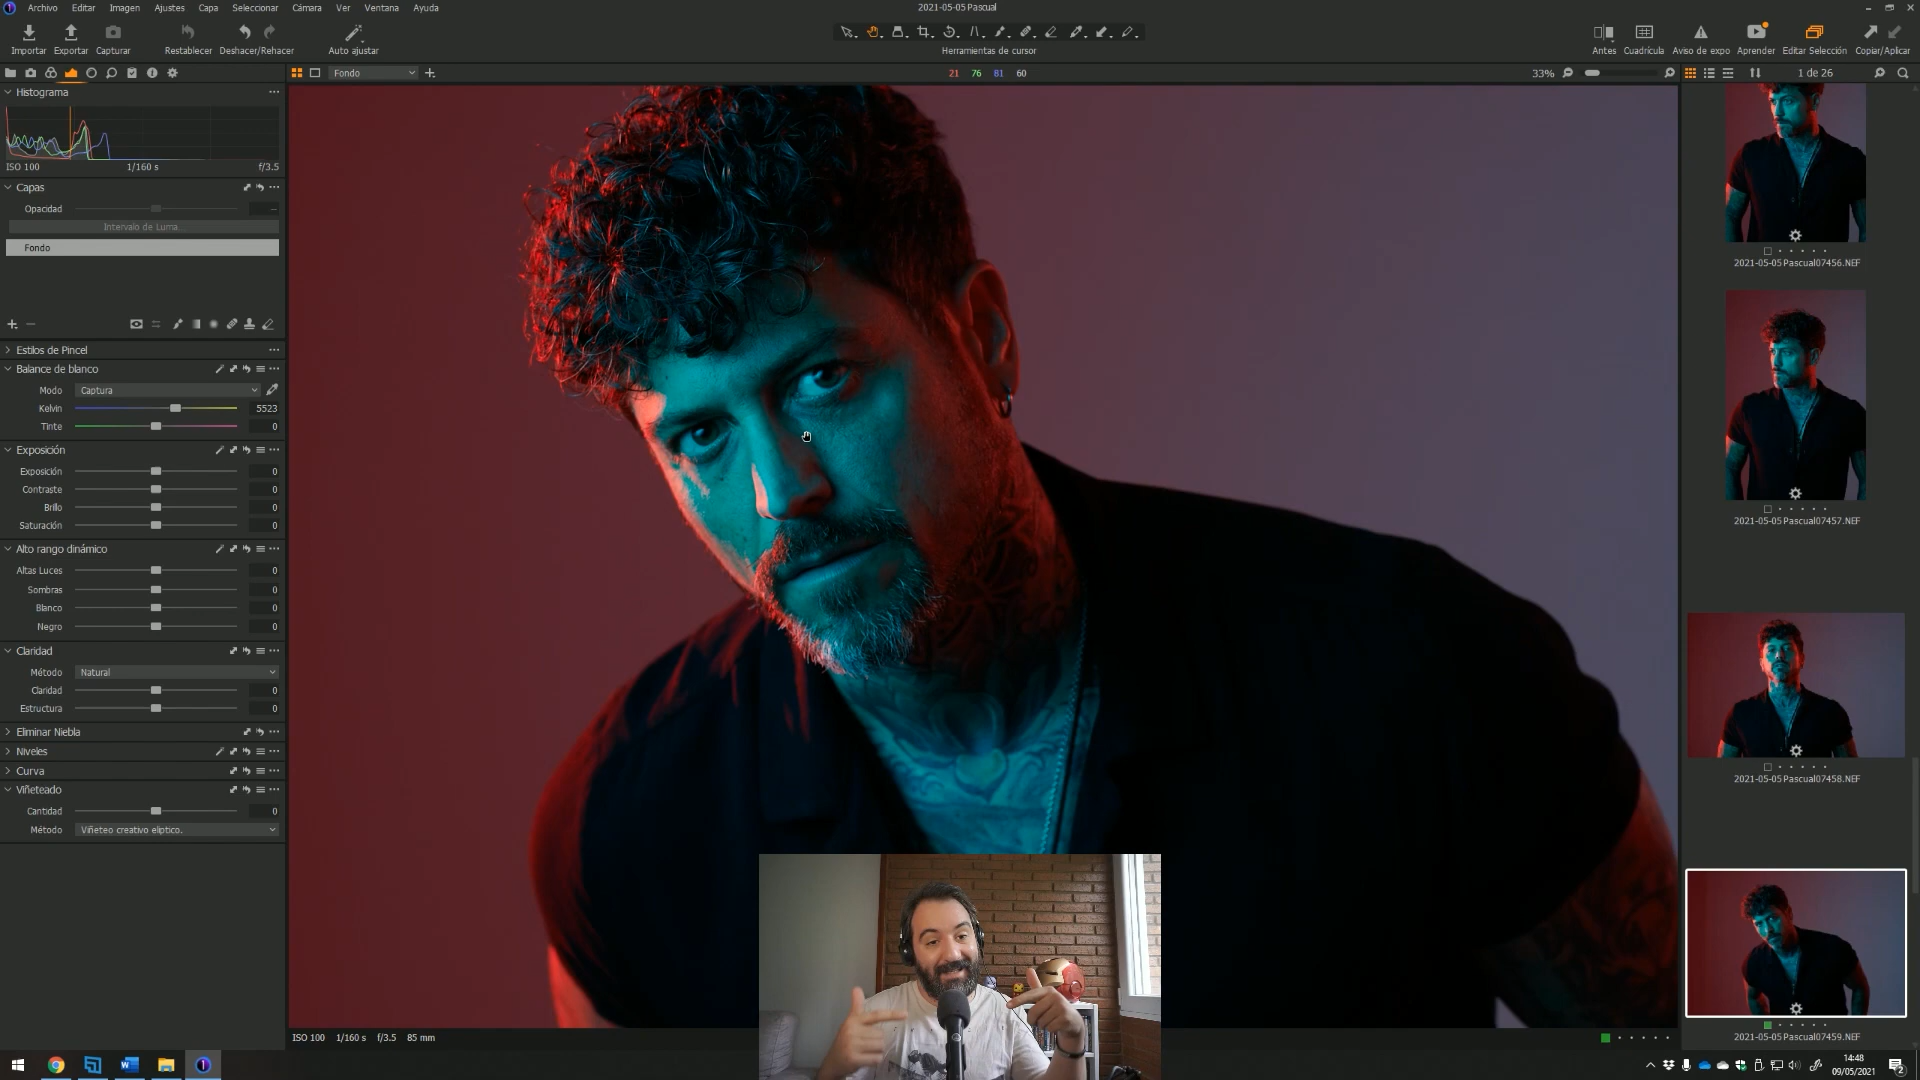 Archivo Editar Imagen Ajustes Capa Seleccionar Cámara Ver Ventana Ayuda
2021-05-05 Pascual
Importar Exportar Capturar Restablecer Deshacer/Rehacer Auto ajustar
Herramientas de cursor
Antes Cuadrícula Aviso de expo Aprender Editar Selección Copiar/Aplicar
Fondo
21 76 81 60
33%
1 de 26
Histograma
ISO 100 1/160 s f/3.5
Capas
Opacidad
Intervalo de Luma...
Fondo
Estilos de Pincel
Balance de blanco
Modo Captura
Kelvin 5523
Tinte 0
Exposición
Exposición 0
Contraste 0
Brillo 0
Saturación 0
Alto rango dinámico
Altas Luces 0
Sombras 0
Blanco 0
Negro 0
Claridad
Método Natural
Claridad 0
Estructura 0
Eliminar Niebla
Niveles
Curva
Viñeteado
Cantidad 0
Método Viñeteo creativo elíptico.
ISO 100 1/160 s f/3.5 85 mm
2021-05-05 Pascual07456.NEF
2021-05-05 Pascual07457.NEF
2021-05-05 Pascual07458.NEF
2021-05-05 Pascual07459.NEF
14:48
09/05/2021
2